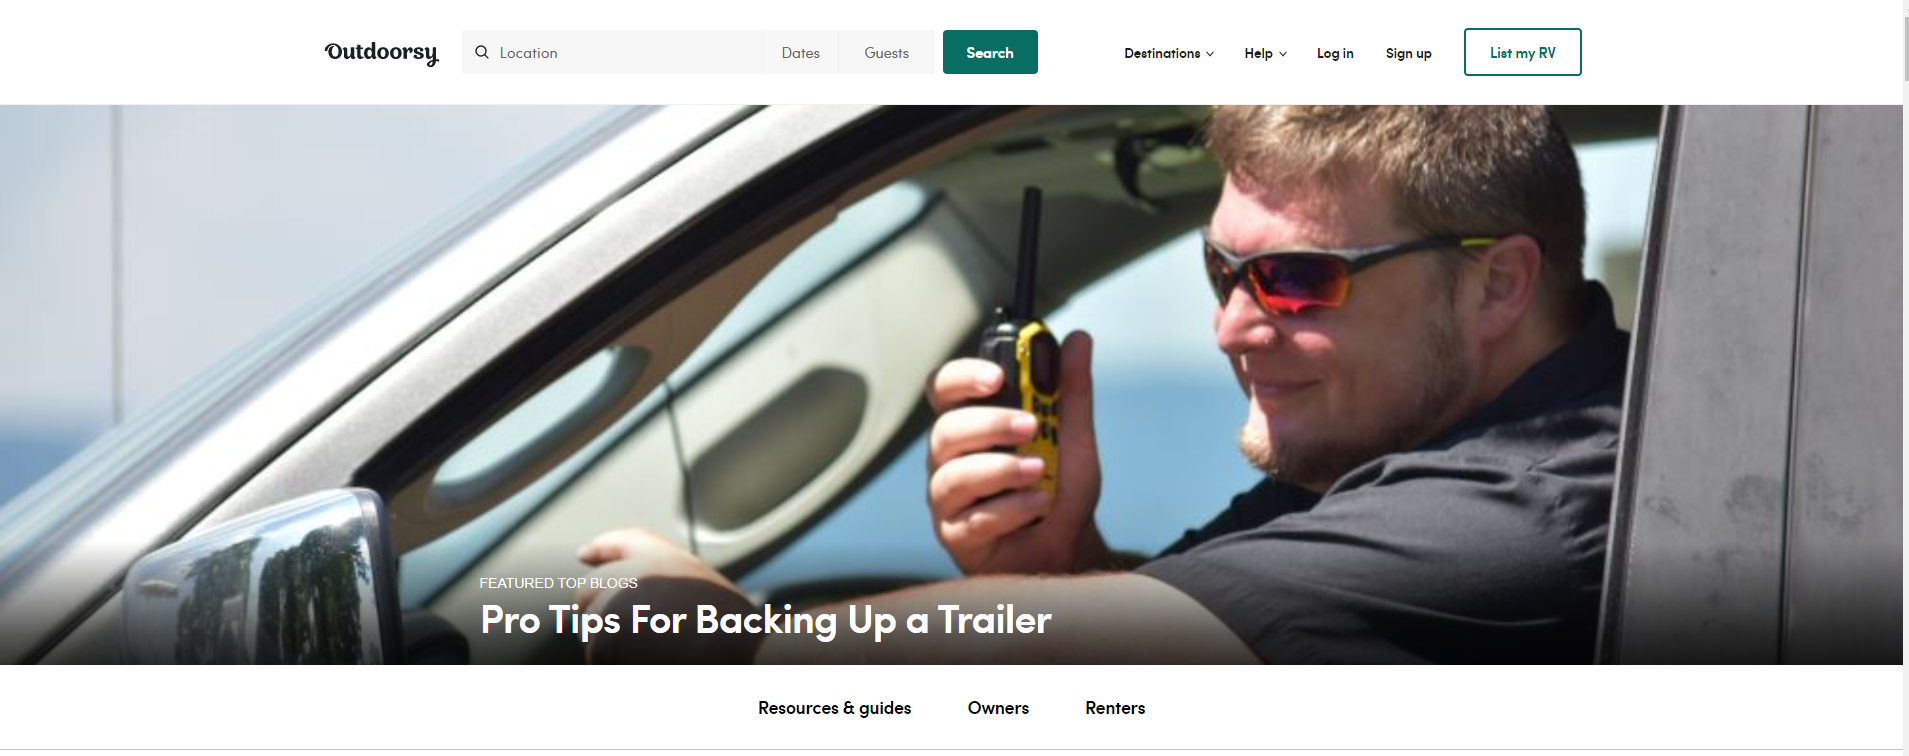 Outdoorsy
Location
Dates
Guests
Search
Destinations
Help
Log in
Sign up
List my RV
FEATURED TOP BLOGS
Pro Tips For Backing Up a Trailer
Resources & guides
Owners
Renters